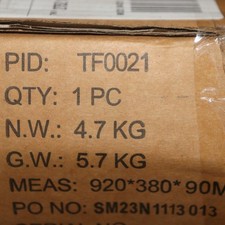 PID: TF0021
QTY: 1 PC
N.W.: 4.7 KG
G.W.: 5.7 KG
MEAS: 920*380*90M
PO NO: SM23N1113013